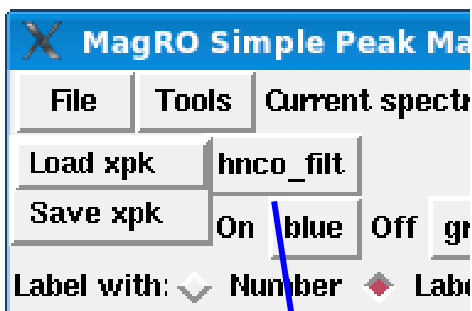 MagRO Simple Peak Ma
File Tools Current spectr
Load xpk hnco_filt
Save xpk On blue Off gr
Label with: Number Labe